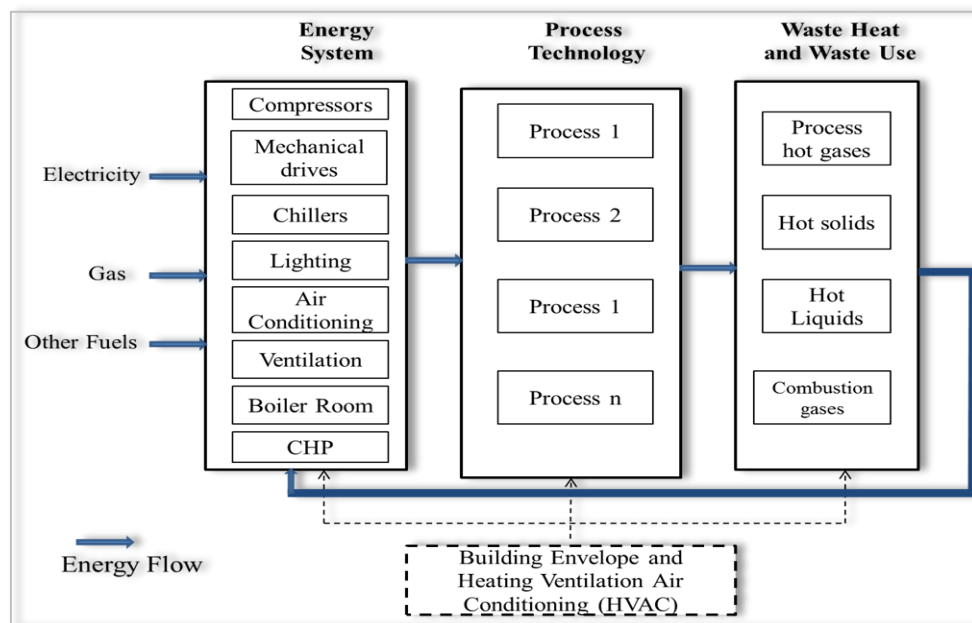 Energy
System
Process
Technology
Waste Heat
and Waste Use
Electricity
Gas
Other Fuels
Compressors
Mechanical
drives
Chillers
Lighting
Air
Conditioning
Ventilation
Boiler Room
CHP
Process 1
Process 2
Process 1
Process n
Process
hot gases
Hot solids
Hot
Liquids
Combustion
gases
Energy Flow
Building Envelope and
Heating Ventilation Air
Conditioning (HVAC)